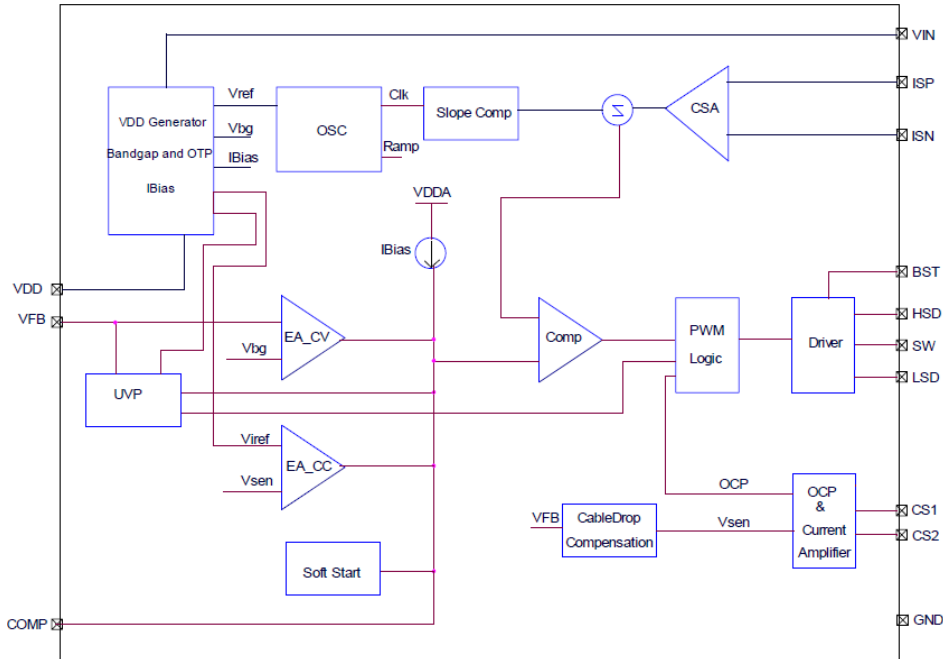 VIN
ISP
Vref
Clk
VDD Generator
OSC
Slope Comp
Σ
CSA
Vbg
Bandgap and OTP
IBias
Ramp
ISN
IBias
VDDA
IBias
BST
VDD
VFB
HSD
EA_CV
Comp
PWM
Logic
Driver
SW
Vbg
LSD
UVP
Viref
EA_CC
Vsen
OCP
OCP
&
Current
Amplifier
CS1
VFB
CableDrop
Compensation
Vsen
CS2
Soft Start
COMP
GND